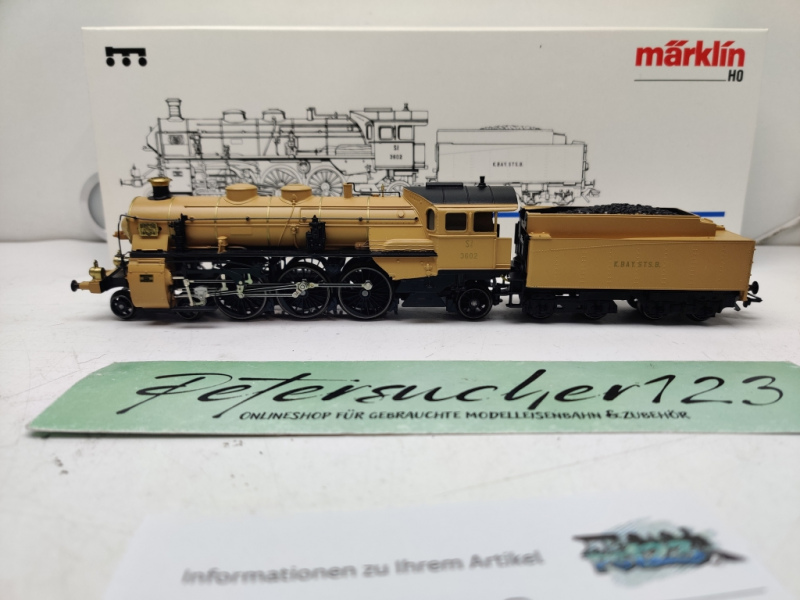 märklin
H0
S1
3602
K.BAY.STS.B.
S1
3602
K.BAY.STS.B.
Petersucher123
ONLINESHOP FÜR GEBRAUCHTE MODELLEISENBAHN & ZUBEHÖR
Informationen zu Ihrem Artikel